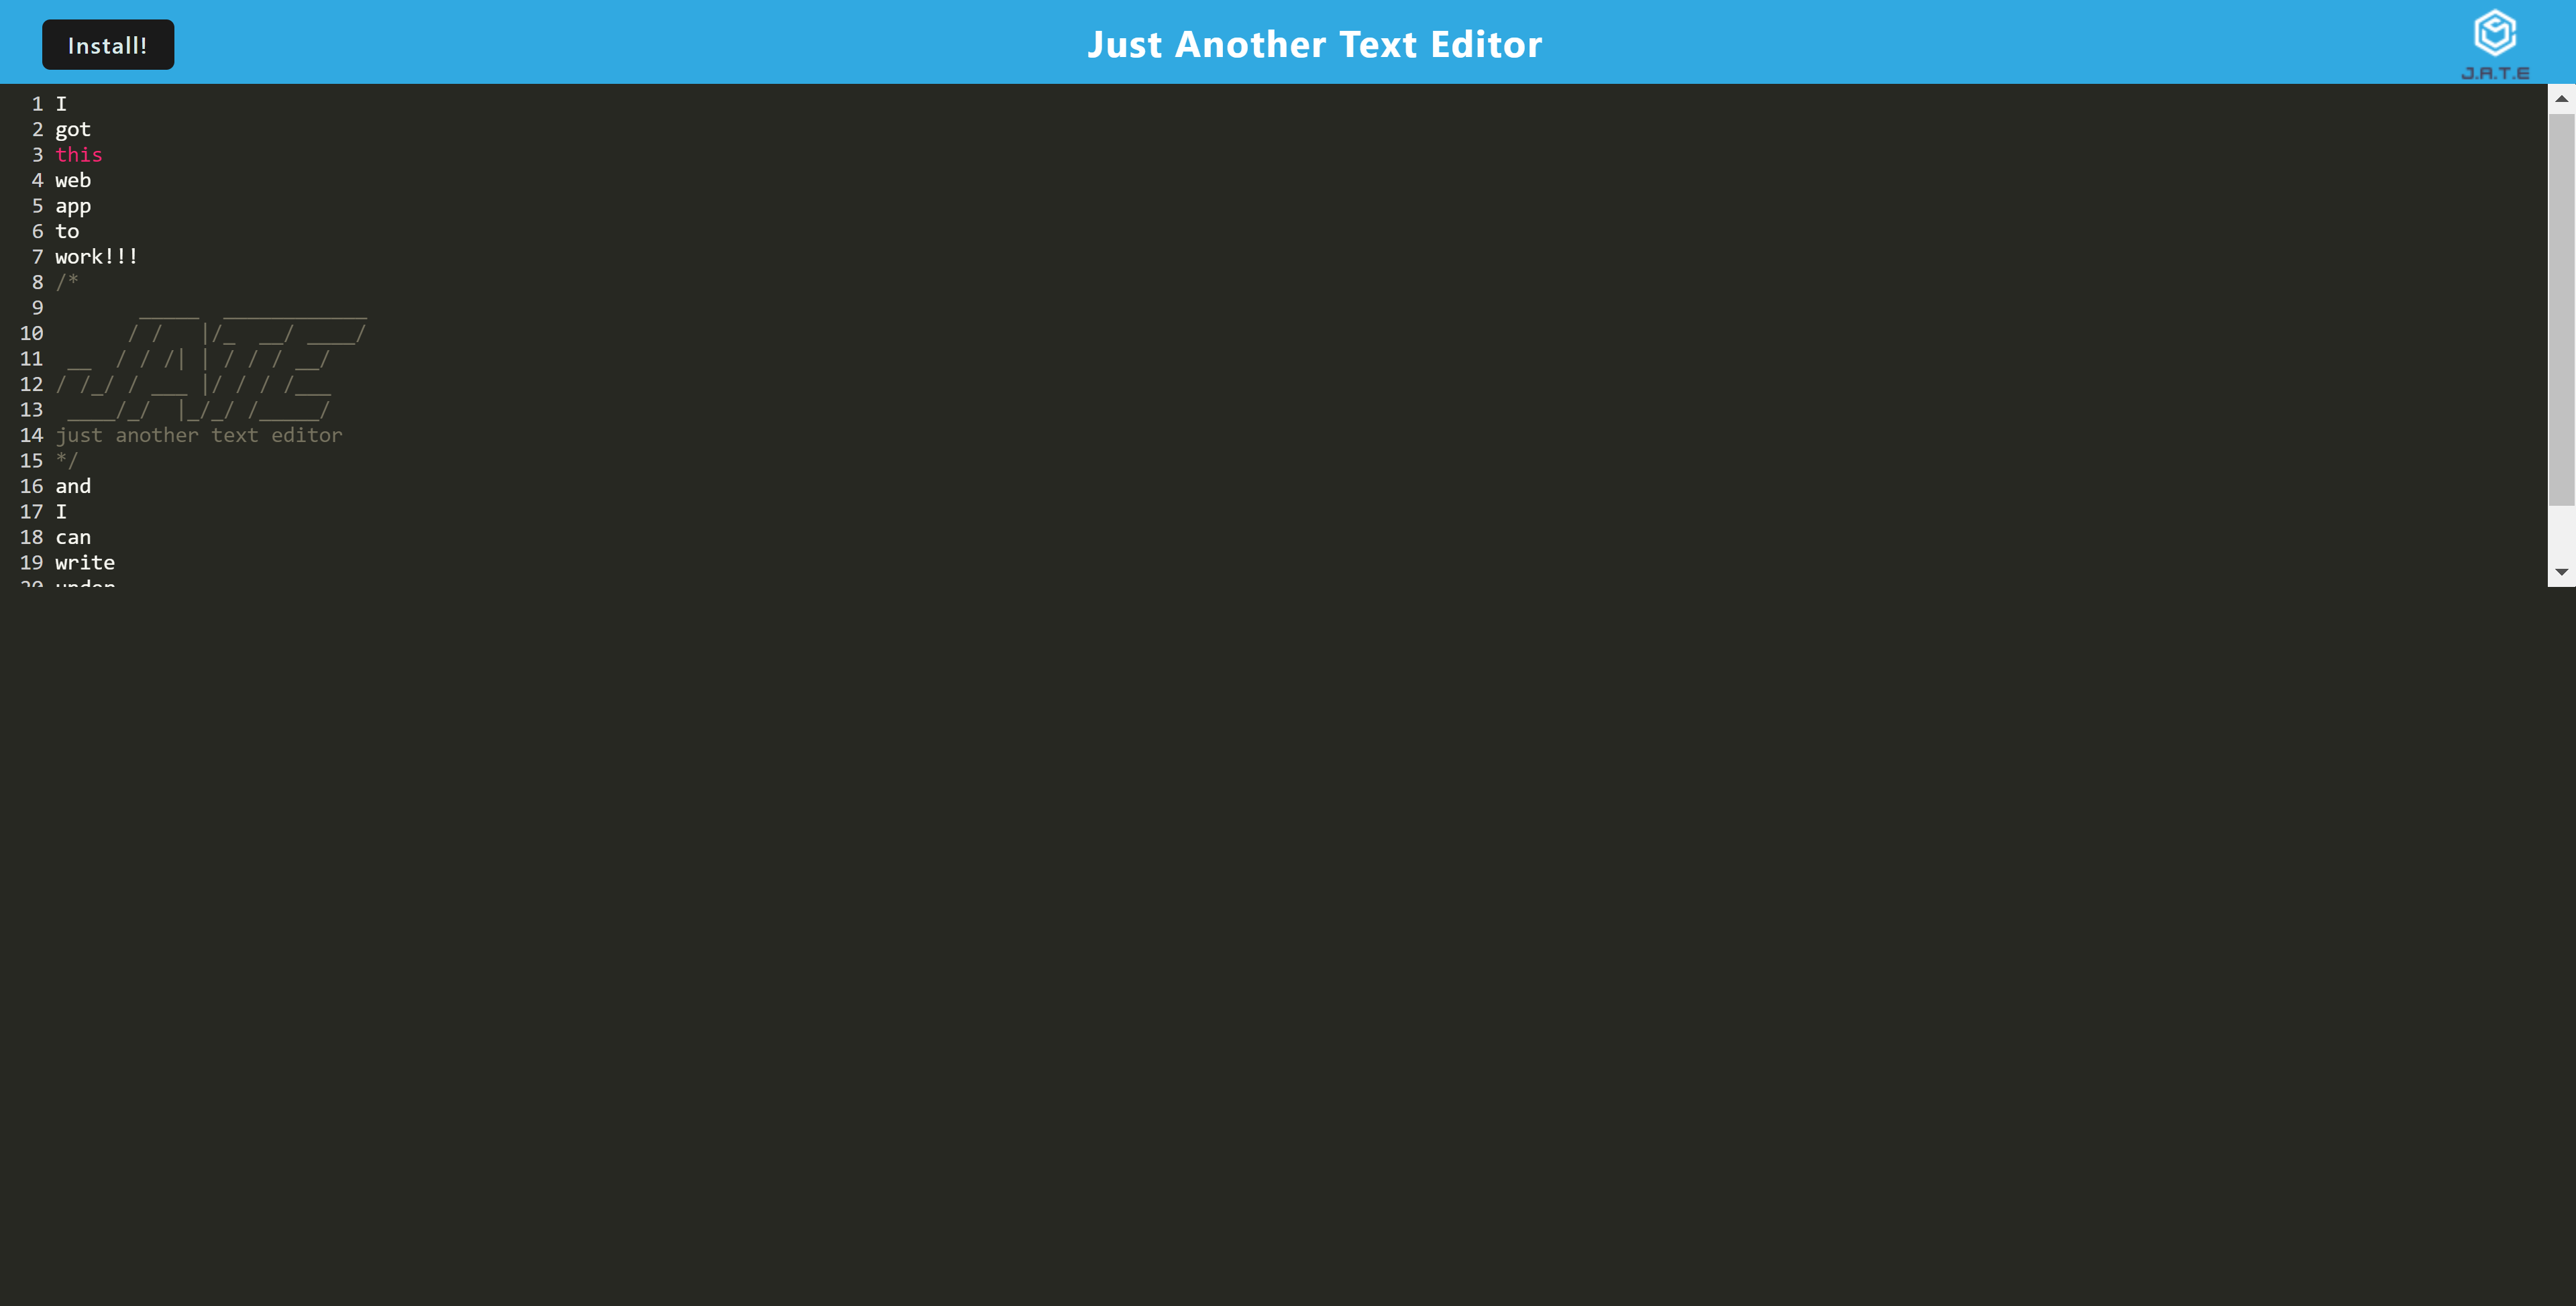 Install!
Just Another Text Editor
J.A.T.E
1 I
2 got
3 this
4 web
5 app
6 to
7 work!!!
8 /*
9        _____  ____________
10       / /   |/_  __/ ____/
11  __  / / /| | / / / __/
12 / /_/ / ___ |/ / / /___
13  ____/_/  |_/_/ /_____/
14 just another text editor
15 */
16 and
17 I
18 can
19 write
20 under